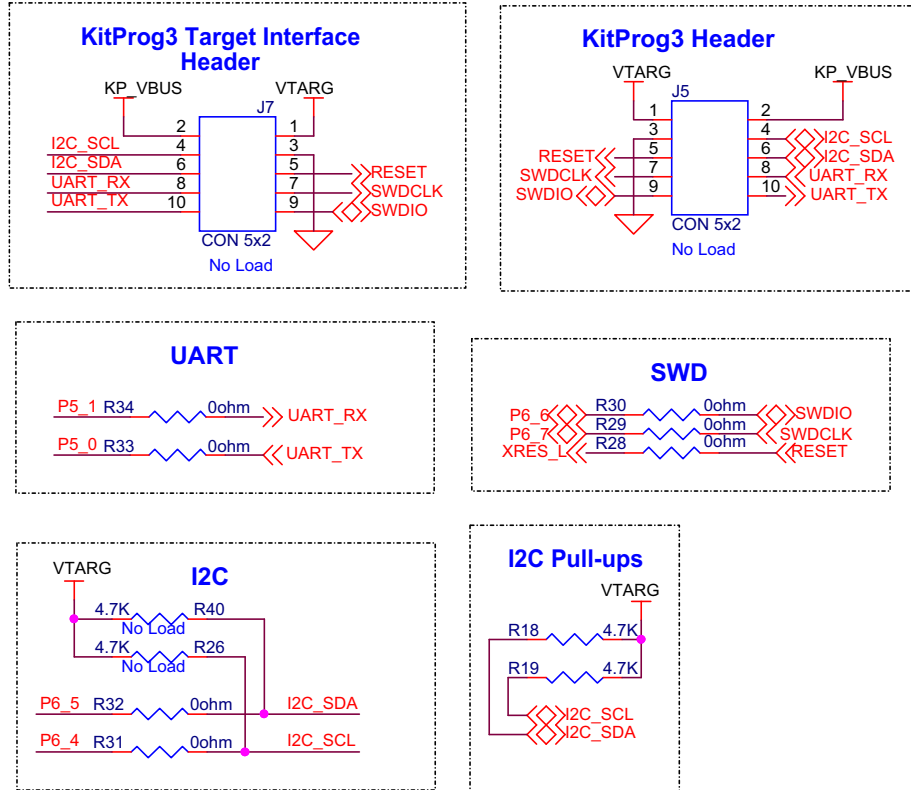 KitProg3 Target Interface
Header
KP_VBUS
VTARG
J7
2 1
I2C_SCL 4 3
I2C_SDA 6 5 RESET
UART_RX 8 7 SWDCLK
UART_TX 10 9 SWDIO
CON 5x2
No Load
KitProg3 Header
VTARG
KP_VBUS
J5
1 2
3 4 I2C_SCL
RESET 5 6 I2C_SDA
SWDCLK 7 8 UART_RX
SWDIO 9 10 UART_TX
CON 5x2
No Load
UART
P5_1 R34 0ohm UART_RX
P5_0 R33 0ohm UART_TX
SWD
P6_6 R30 0ohm SWDIO
P6_7 R29 0ohm SWDCLK
XRES_L R28 0ohm RESET
I2C
VTARG
4.7K R40
No Load
4.7K R26
No Load
P6_5 R32 0ohm I2C_SDA
P6_4 R31 0ohm I2C_SCL
I2C Pull-ups
VTARG
R18 4.7K
R19 4.7K
I2C_SCL
I2C_SDA